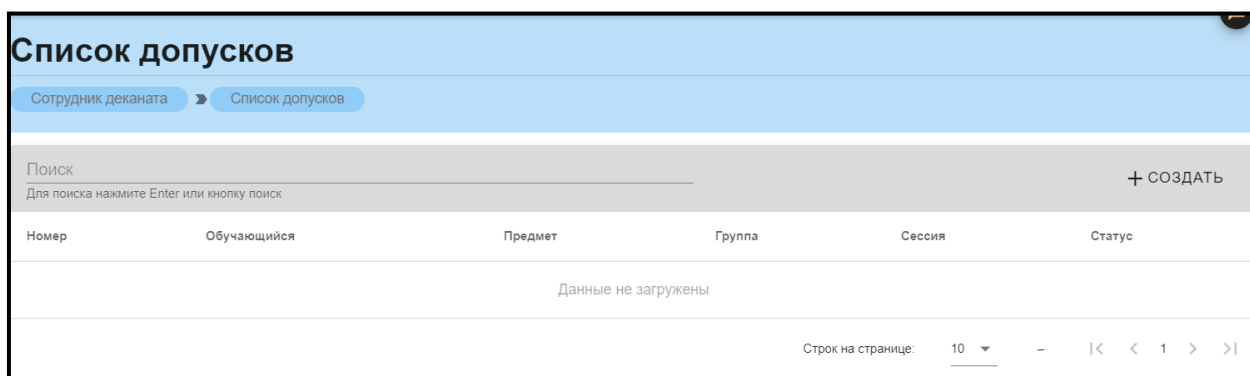 Список допусков
Сотрудник деканата Список допусков
Поиск
Для поиска нажмите Enter или кнопку поиск
+ СОЗДАТЬ
Номер Обучающийся Предмет Группа Сессия Статус
Данные не загружены
Строк на странице: 10 – 1